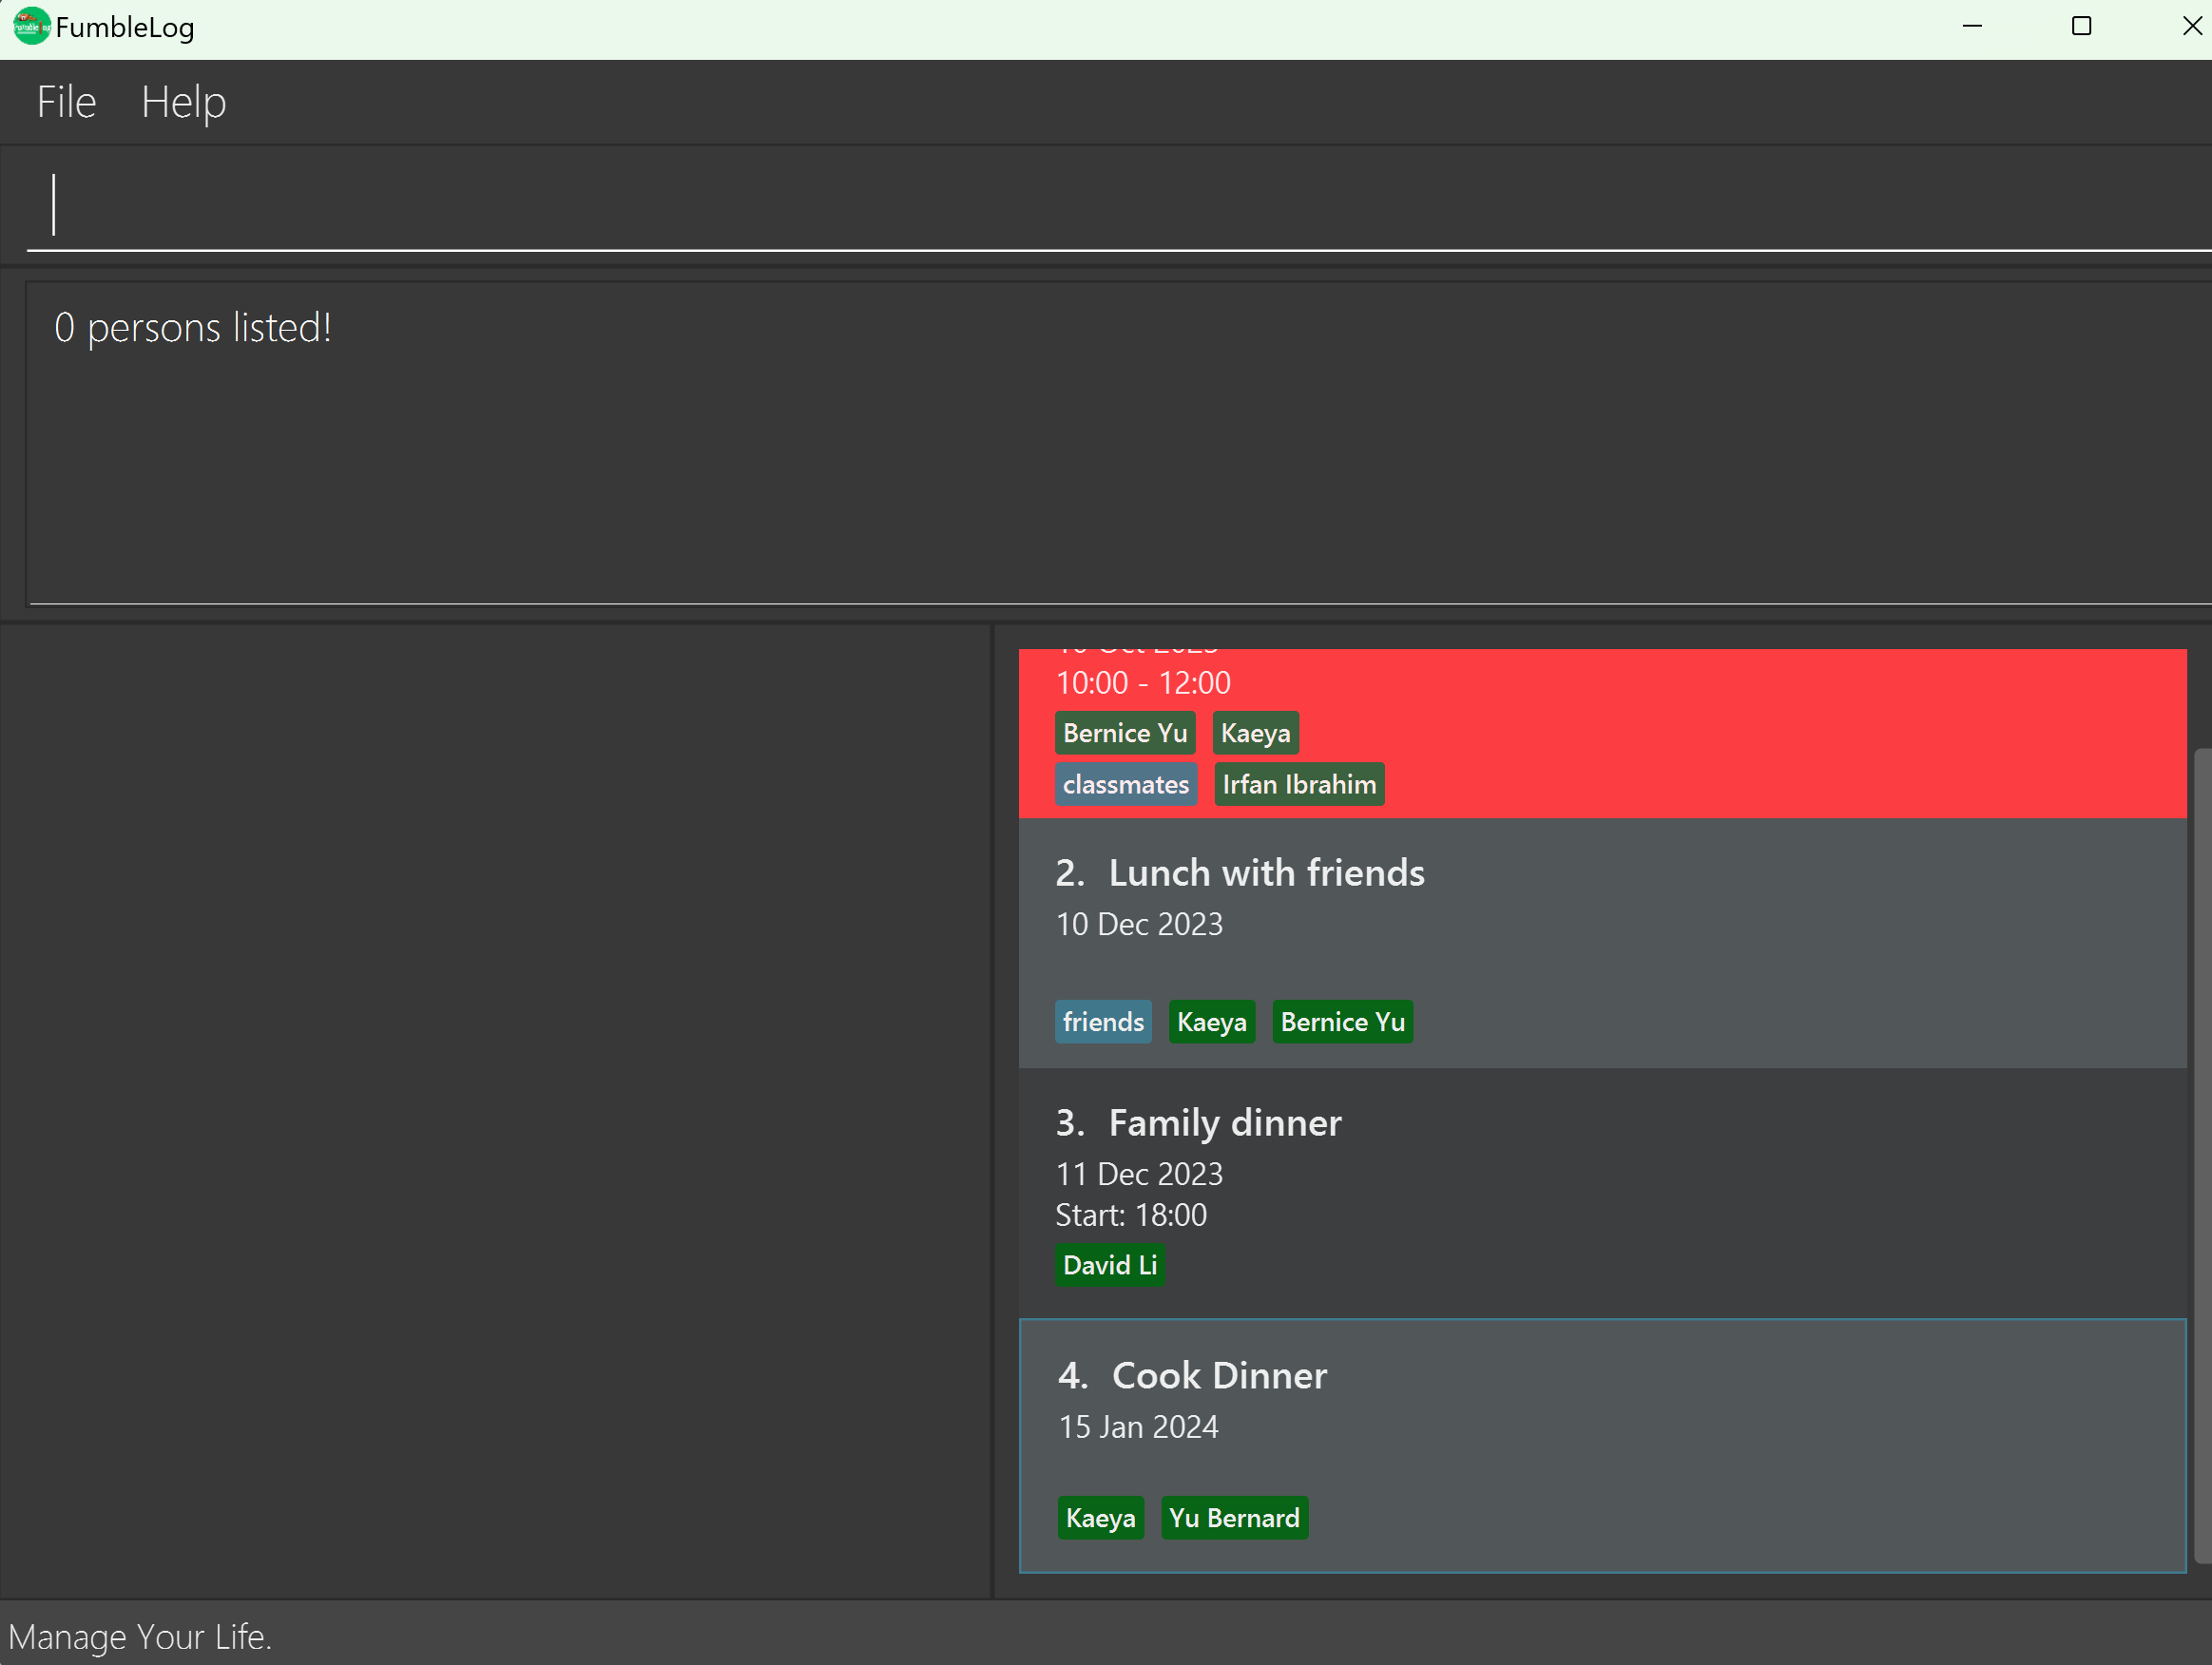 FumbleLog
File Help
0 persons listed!
10:00 - 12:00
Bernice Yu Kaeya
classmates Irfan Ibrahim
2. Lunch with friends
10 Dec 2023
friends Kaeya Bernice Yu
3. Family dinner
11 Dec 2023
Start: 18:00
David Li
4. Cook Dinner
15 Jan 2024
Kaeya Yu Bernard
Manage Your Life.